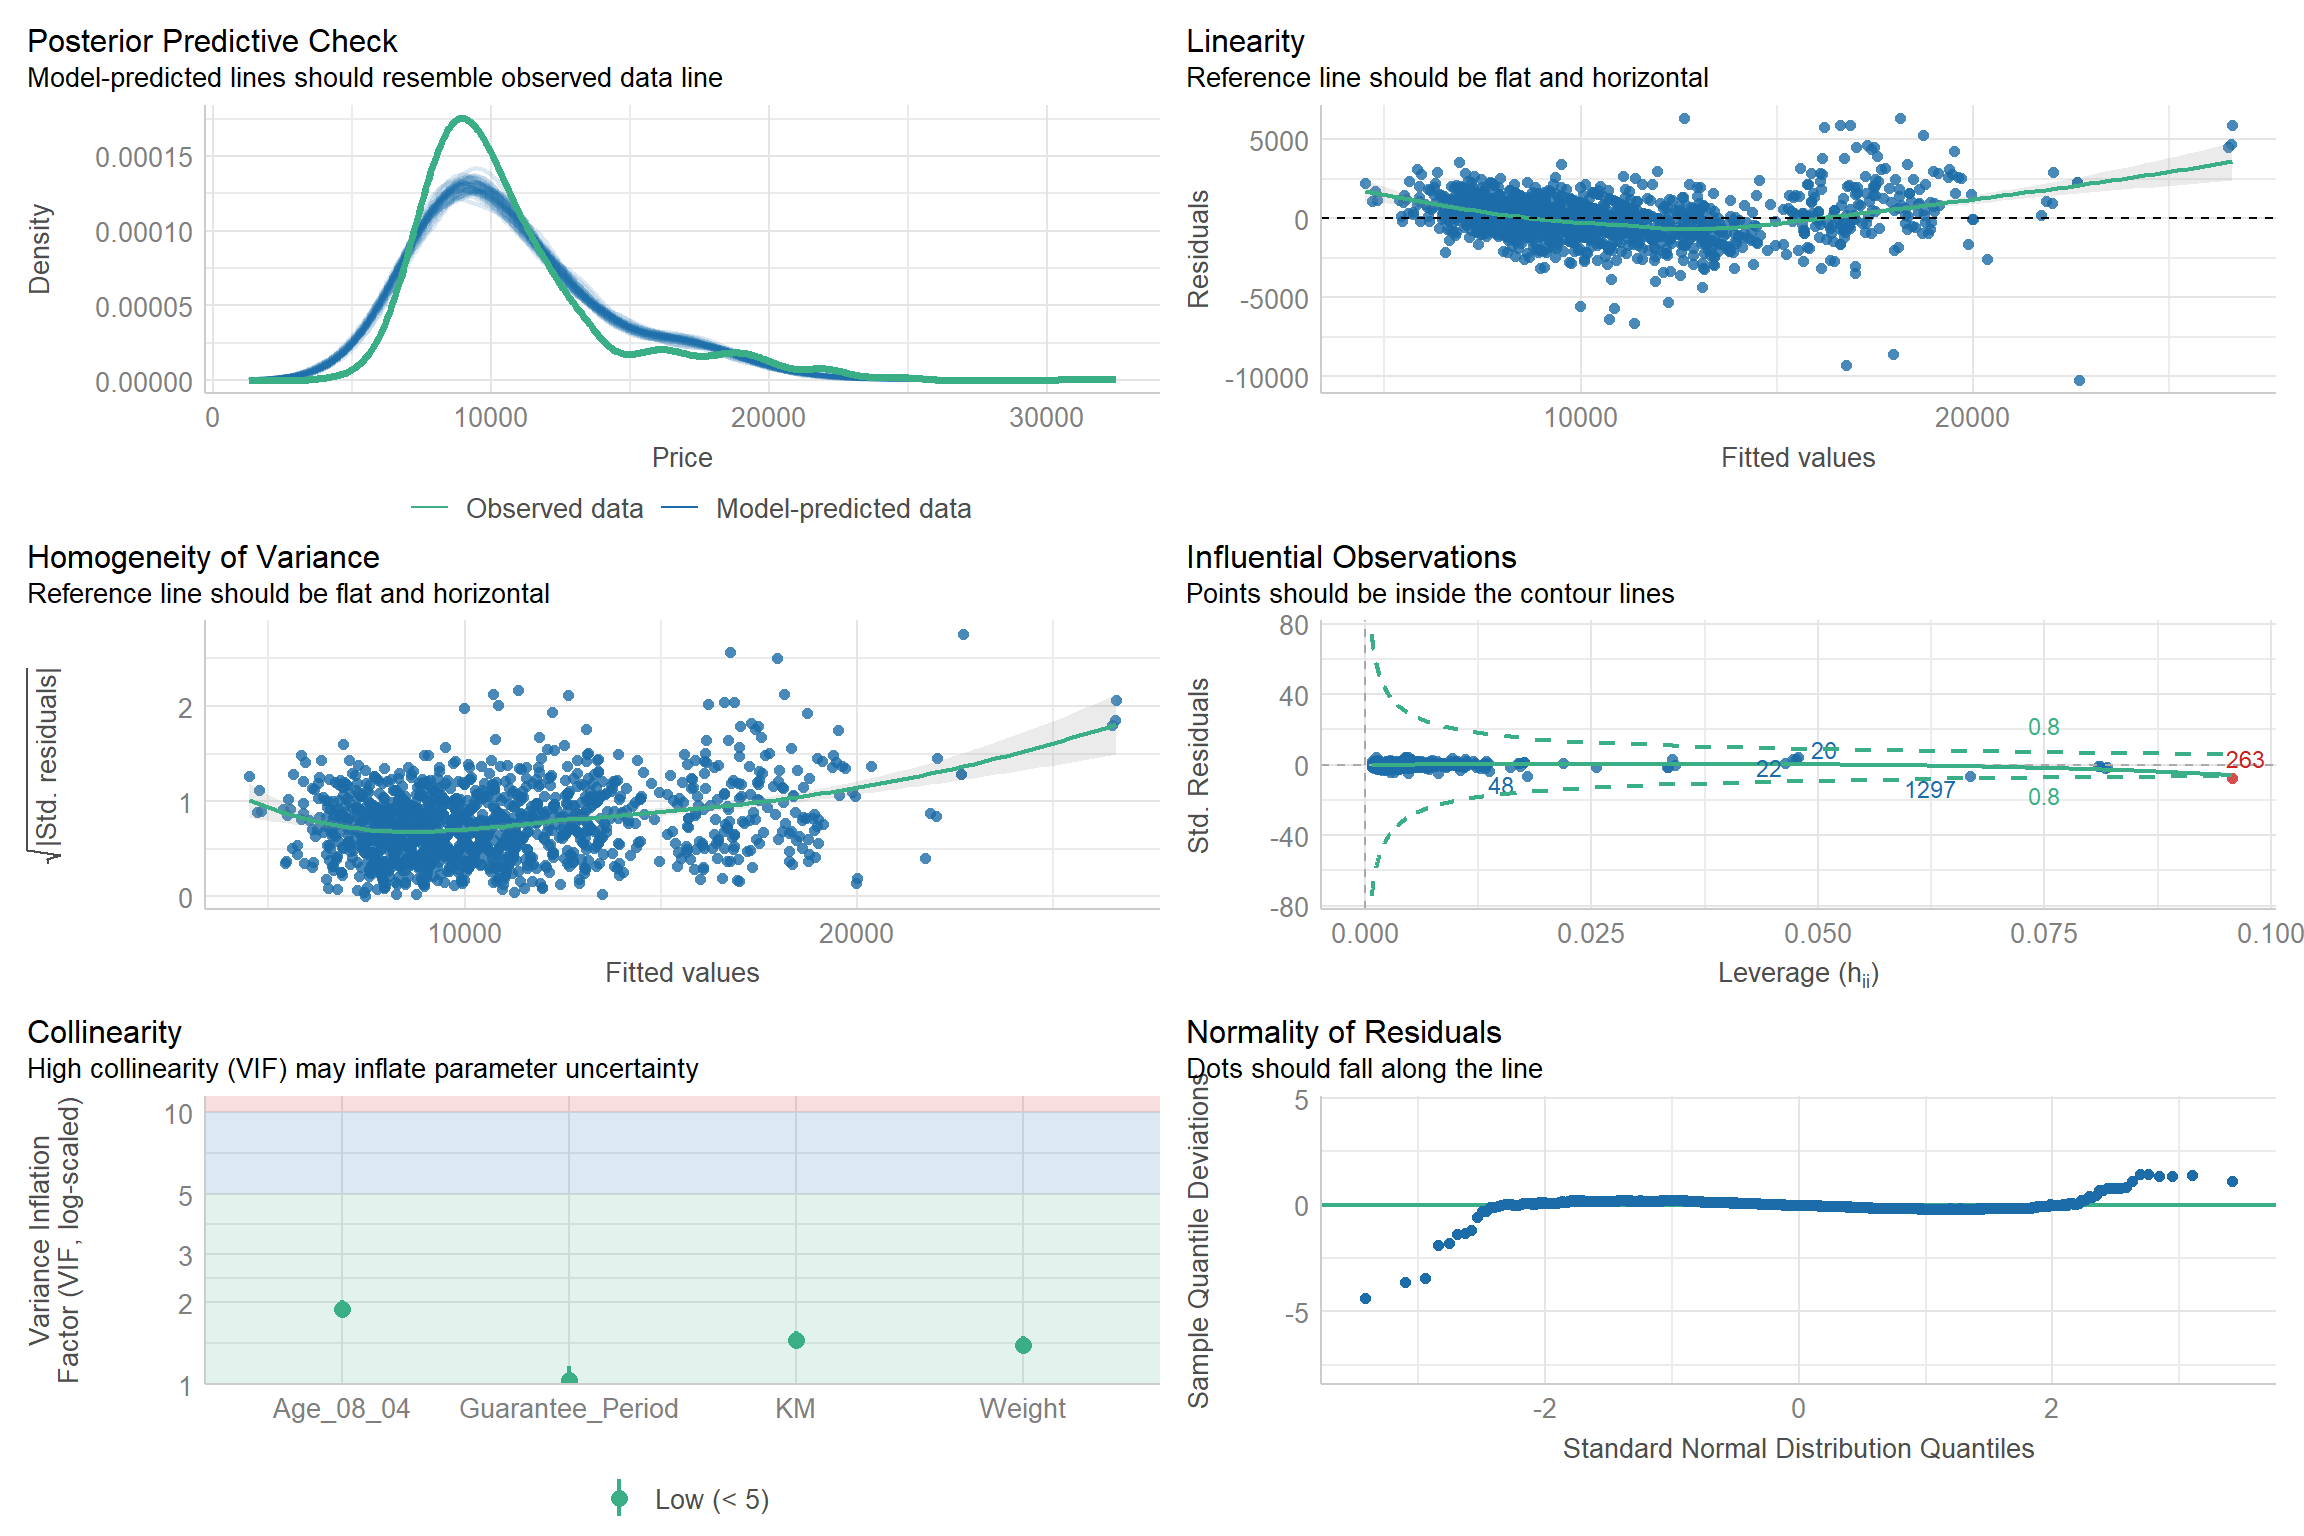 Posterior Predictive Check
Model-predicted lines should resemble observed data line
Density
0.00015
0.00010
0.00005
0.00000
0
10000
20000
30000
Price
Observed data
Model-predicted data
Linearity
Reference line should be flat and horizontal
Residuals
5000
0
-5000
-10000
10000
20000
Fitted values
Homogeneity of Variance
Reference line should be flat and horizontal
√|Std. residuals|
2
1
0
10000
20000
Fitted values
Influential Observations
Points should be inside the contour lines
Std. Residuals
80
40
0
-40
-80
0.8
20
263
22
48
1297
0.8
0.000
0.025
0.050
0.075
0.100
Leverage (hii)
Collinearity
High collinearity (VIF) may inflate parameter uncertainty
Variance Inflation
Factor (VIF, log-scaled)
10
5
3
2
1
Age_08_04
Guarantee_Period
KM
Weight
Low (< 5)
Normality of Residuals
Dots should fall along the line
Sample Quantile Deviations
5
0
-5
-2
0
2
Standard Normal Distribution Quantiles